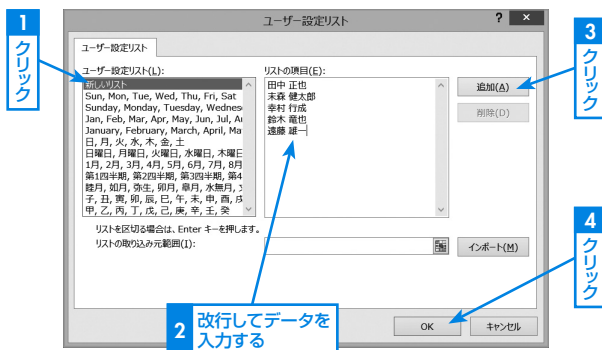 ユーザー設定リスト
? ×
ユーザー設定リスト
ユーザー設定リスト(L):
新しいリスト
Sun, Mon, Tue, Wed, Thu, Fri, Sat
Sunday, Monday, Tuesday, Wednes
Jan, Feb, Mar, Apr, May, Jun, Jul, Au
January, February, March, April, Ma
日, 月, 火, 水, 木, 金, 土
日曜日, 月曜日, 火曜日, 水曜日, 木曜日
1月, 2月, 3月, 4月, 5月, 6月, 7月, 8月
第1四半期, 第2四半期, 第3四半期, 第4
睦月, 如月, 弥生, 卯月, 皐月, 水無月,
子, 丑, 寅, 卯, 辰, 巳, 午, 未, 申, 酉, 戌
甲, 乙, 丙, 丁, 戊, 己, 庚, 辛, 壬, 癸
リストの項目(E):
田中 正也
末森 健太郎
幸村 行成
鈴木 竜也
遠藤 雄一
追加(A)
削除(D)
リストを区切る場合は、Enter キーを押します。
リストの取り込み元範囲(I):
インポート(M)
OK
キャンセル
1
クリック
2
改行してデータを
入力する
3
クリック
4
クリック